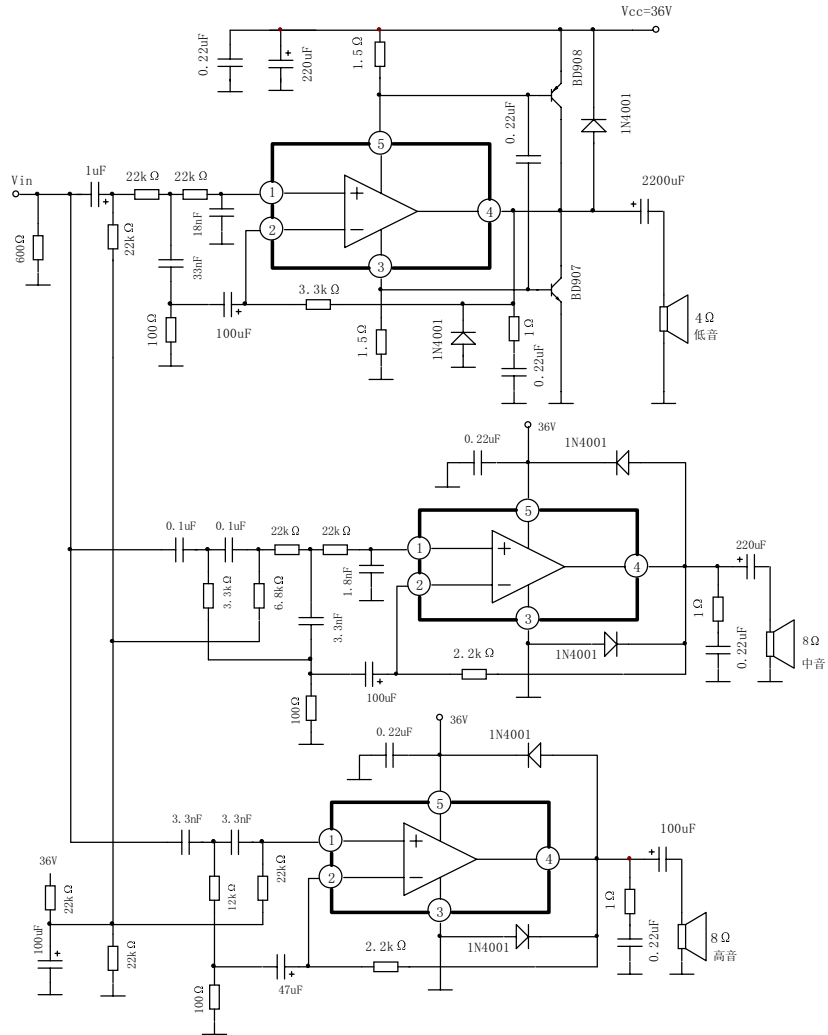 Vcc=36V
0.22uF
220uF
1.5Ω
BD908
0.22uF
1N4001
5
Vin
1uF
22kΩ
22kΩ
1
2
4
3
2200uF
600Ω
22kΩ
18nF
33nF
3.3kΩ
BD907
100Ω
100uF
1.5Ω
1N4001
1Ω
0.22uF
4Ω
低音
36V
0.22uF
1N4001
5
0.1uF
0.1uF
22kΩ
22kΩ
1
2
4
3
220uF
3.3kΩ
6.8kΩ
3.3nF
1.8nF
1N4001
2.2kΩ
100uF
100Ω
1Ω
0.22uF
8Ω
中音
36V
0.22uF
1N4001
5
3.3nF
3.3nF
1
2
4
3
100uF
36V
22kΩ
12kΩ
22kΩ
100uF
22kΩ
1N4001
2.2kΩ
47uF
100Ω
1Ω
0.22uF
8Ω
高音